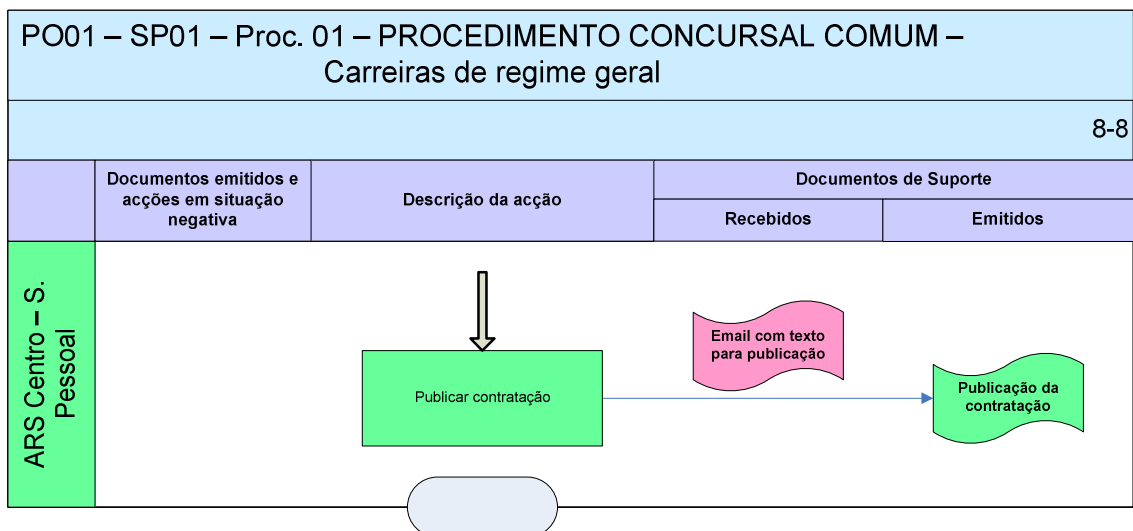 PO01 – SP01 – Proc. 01 – PROCEDIMENTO CONCURSAL COMUM –
Carreiras de regime geral
8-8
Documentos emitidos e
acções em situação
negativa
Descrição da acção
Documentos de Suporte
Recebidos
Emitidos
ARS Centro – S.
Pessoal
Email com texto
para publicação
Publicar contratação
Publicação da
contratação